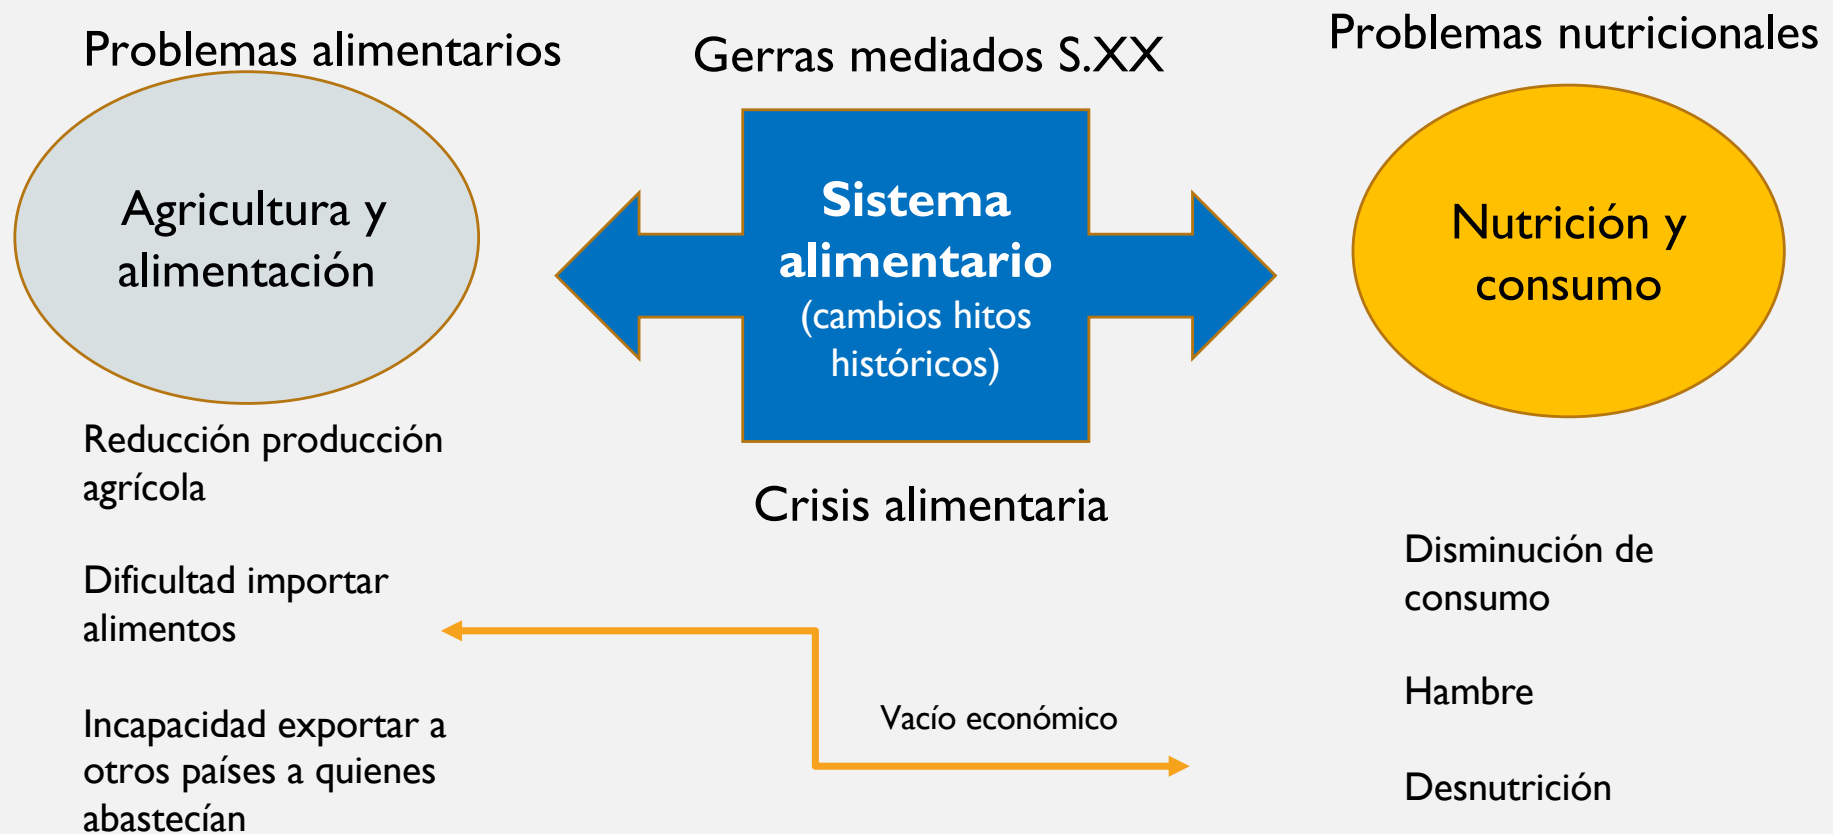 Problemas alimentarios
Gerras mediados S.XX
Problemas nutricionales
Agricultura y
alimentación
Sistema
alimentario
(cambios hitos
históricos)
Nutrición y
consumo
Reducción producción
agrícola
Dificultad importar
alimentos
Incapacidad exportar a
otros países a quienes
abastecían
Crisis alimentaria
Vacío económico
Disminución de
consumo
Hambre
Desnutrición